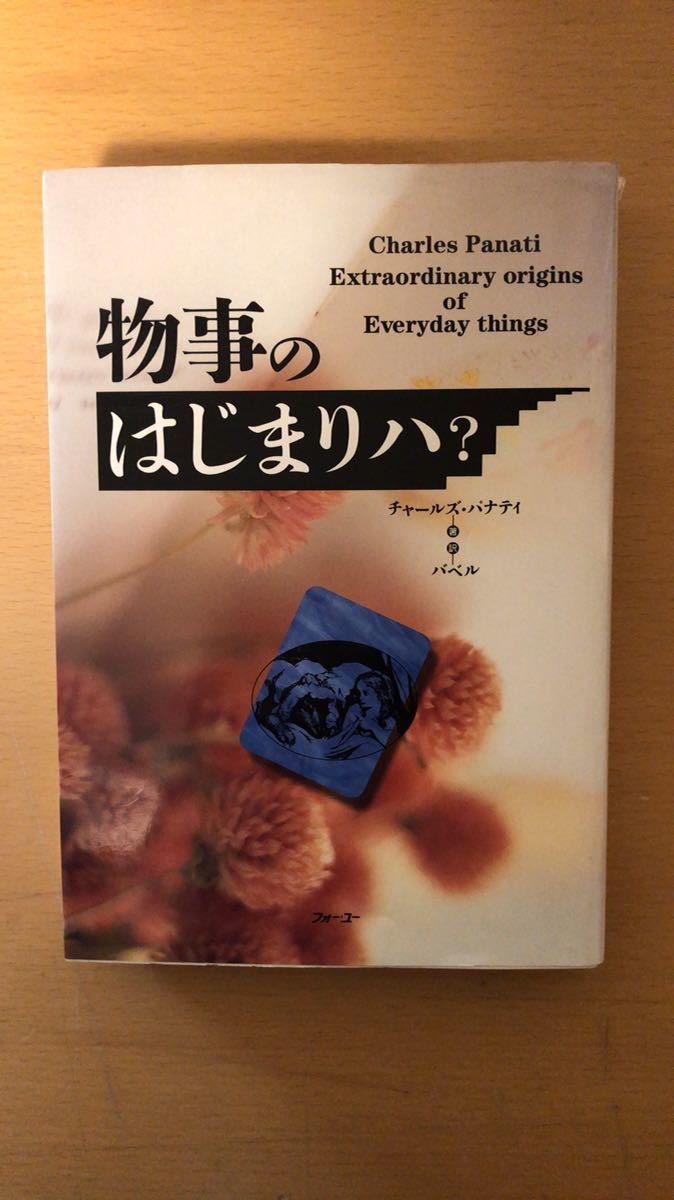 Charles Panati
Extraordinary origins
of
Everyday things
物事の
はじまりハ?
チャールズ・パナティ
著
訳
バベル
フォー・ユー